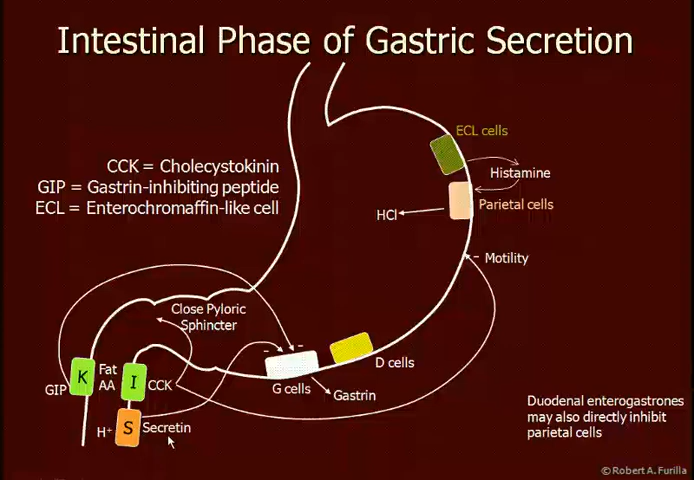 Intestinal Phase of Gastric Secretion
ECL cells
CCK = Cholecystokinin
GIP = Gastrin-inhibiting peptide
ECL = Enterochromaffin-like cell
Histamine
Parietal cells
HCl
- Motility
Close Pyloric
Sphincter
- -
D cells
K
Fat
AA
I
CCK
GIP
G cells
Gastrin
H+
S
Secretin
Duodenal enterogastrones
may also directly inhibit
parietal cells
© Robert A. Furilla